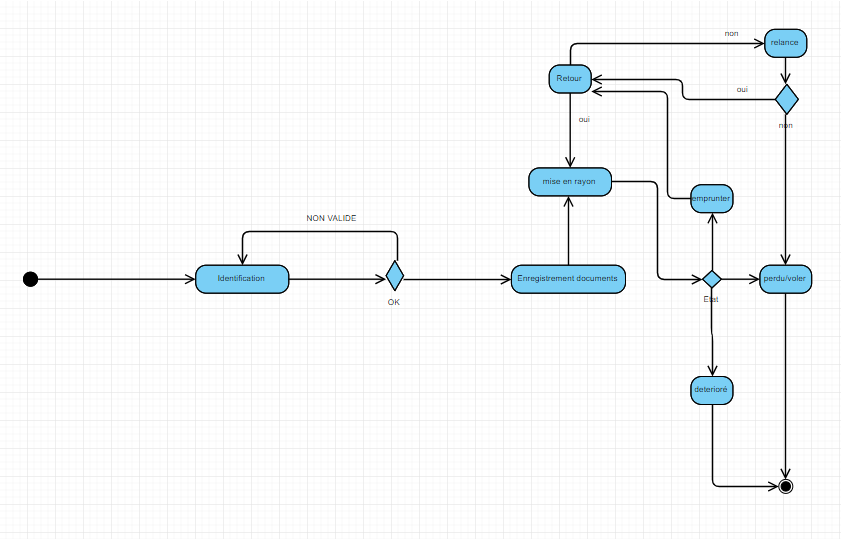 non
relance
Retour
oui
oui
non
mise en rayon
emprunter
NON VALIDE
Identification
Enregistrement documents
perdu/voler
OK
Etat
deterioré